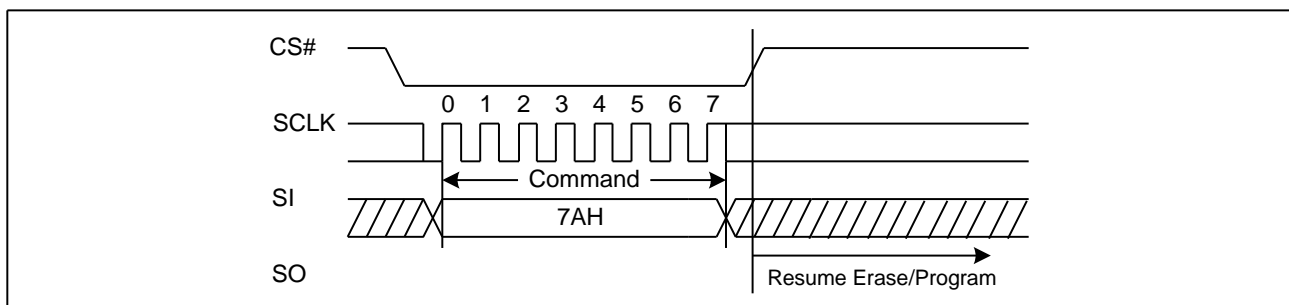 CS#
0 1 2 3 4 5 6 7
SCLK
Command
SI
7AH
SO
Resume Erase/Program